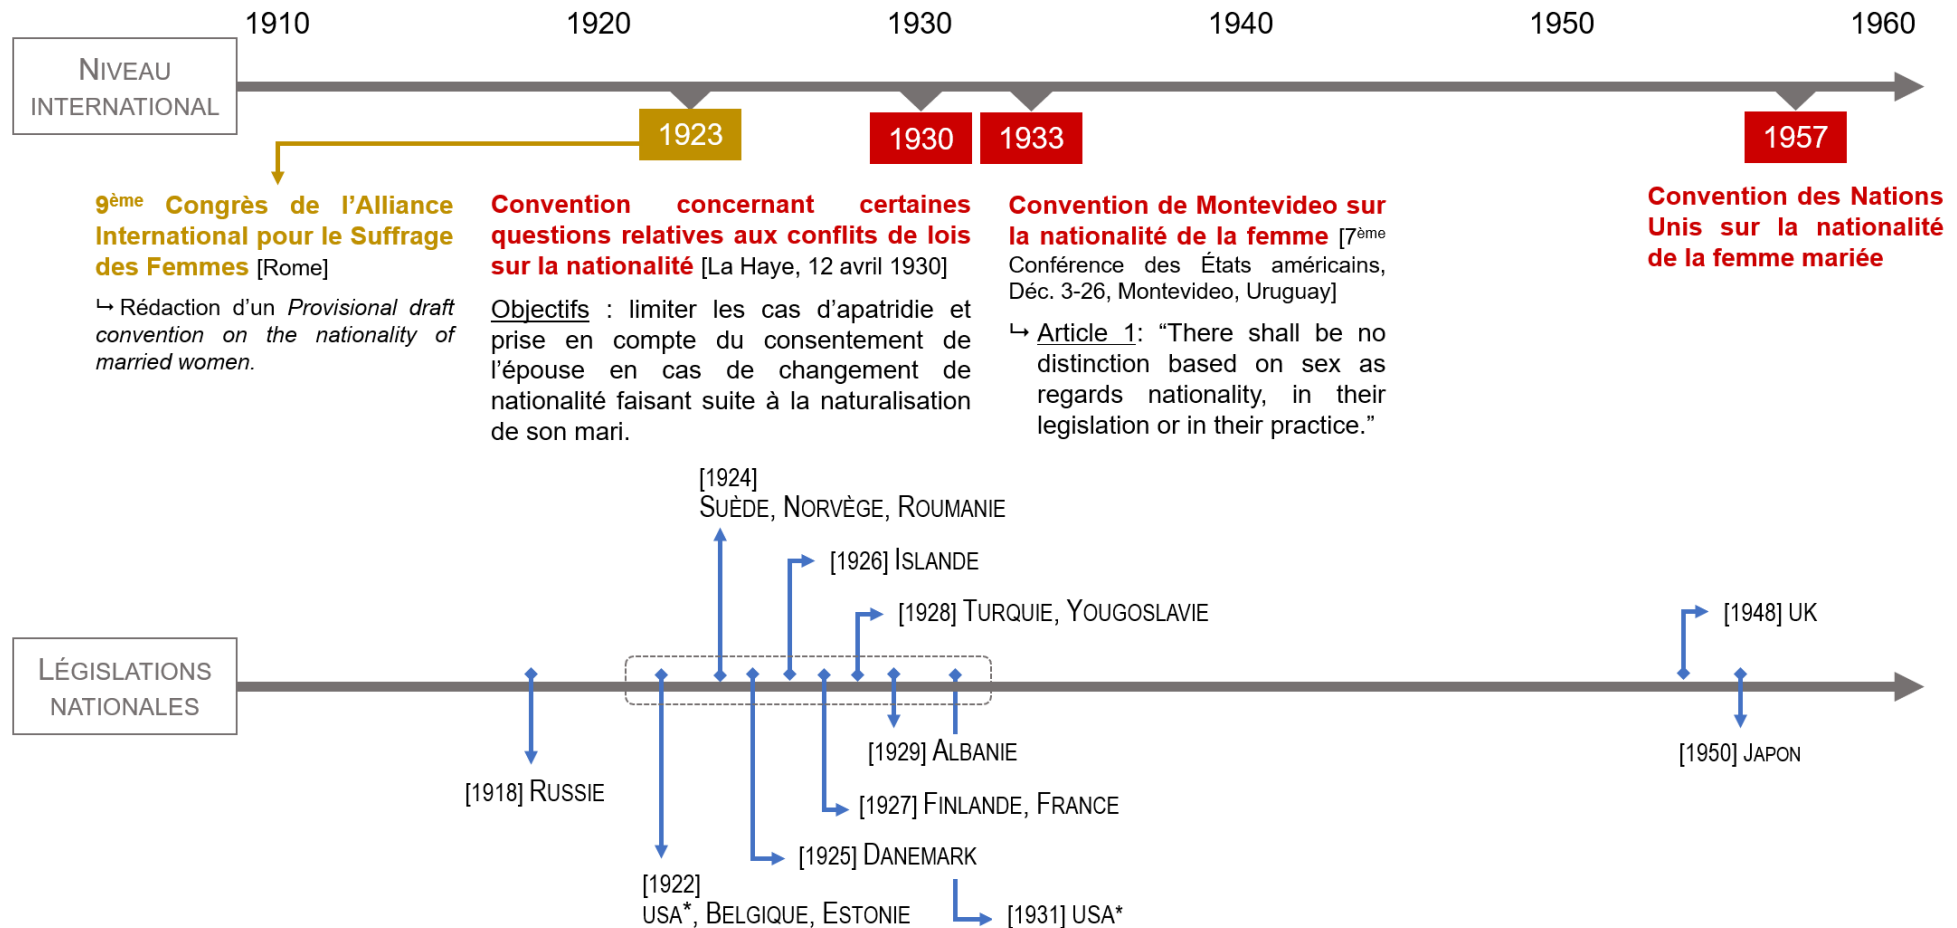 1910 1920 1930 1940 1950 1960
NIVEAU
INTERNATIONAL
1923
1930
1933
1957
9ème Congrès de l’Alliance
International pour le Suffrage
des Femmes [Rome]
↪ Rédaction d’un Provisional draft
convention on the nationality of
married women.
Convention concernant certaines
questions relatives aux conflits de lois
sur la nationalité [La Haye, 12 avril 1930]
Objectifs : limiter les cas d’apatridie et
prise en compte du consentement de
l’épouse en cas de changement de
nationalité faisant suite à la naturalisation
de son mari.
Convention de Montevideo sur
la nationalité de la femme [7ème
Conférence des États américains,
Déc. 3-26, Montevideo, Uruguay]
↪ Article 1: “There shall be no
distinction based on sex as
regards nationality, in their
legislation or in their practice.”
Convention des Nations
Unis sur la nationalité
de la femme mariée
[1924]
SUÈDE, NORVÈGE, ROUMANIE
[1926] ISLANDE
[1928] TURQUIE, YOUGOSLAVIE
[1948] UK
LÉGISLATIONS
NATIONALES
[1929] ALBANIE
[1950] JAPON
[1918] RUSSIE
[1927] FINLANDE, FRANCE
[1925] DANEMARK
[1922]
USA*, BELGIQUE, ESTONIE
[1931] USA*